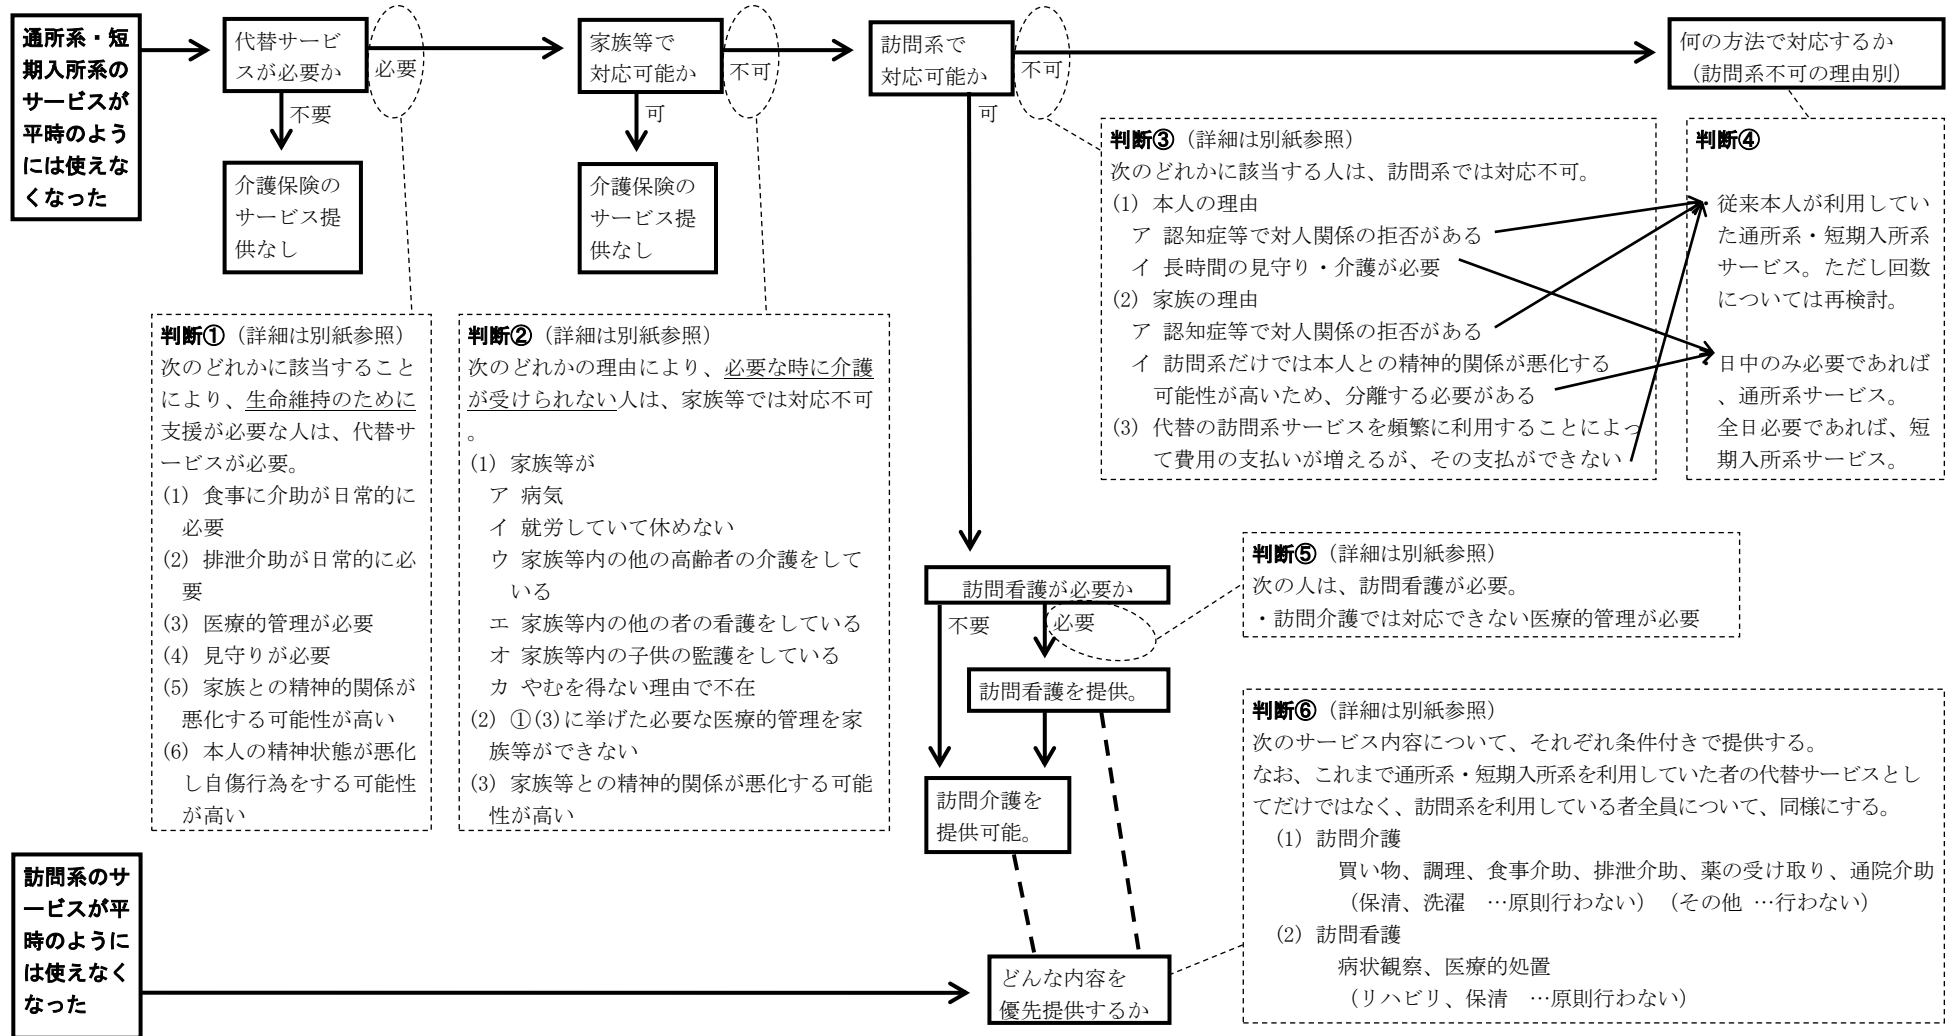 通所系・短
期入所系の
サービスが
平時のよう
には使えな
くなった
代替サービ
スが必要か
必要
不要
介護保険の
サービス提
供なし
家族等で
対応可能か
不可
可
介護保険の
サービス提
供なし
訪問系で
対応可能か
不可
可
何の方法で対応するか
（訪問系不可の理由別）
判断①（詳細は別紙参照）
次のどれかに該当すること
により、生命維持のために
支援が必要な人は、代替サ
ービスが必要。
(1) 食事に介助が日常的に
必要
(2) 排泄介助が日常的に必
要
(3) 医療的管理が必要
(4) 見守りが必要
(5) 家族との精神的関係が
悪化する可能性が高い
(6) 本人の精神状態が悪化
し自傷行為をする可能性
が高い
判断②（詳細は別紙参照）
次のどれかの理由により、必要な時に介護
が受けられない人は、家族等では対応不可
。
(1) 家族等が
ア 病気
イ 就労していて休めない
ウ 家族等内の他の高齢者の介護をして
いる
エ 家族等内の他の者の看護をしている
オ 家族等内の子供の監護をしている
カ やむを得ない理由で不在
(2) ①(3)に挙げた必要な医療的管理を家
族等ができない
(3) 家族等との精神的関係が悪化する可能
性が高い
判断③（詳細は別紙参照）
次のどれかに該当する人は、訪問系では対応不可。
(1) 本人の理由
ア 認知症等で対人関係の拒否がある
イ 長時間の見守り・介護が必要
(2) 家族の理由
ア 認知症等で対人関係の拒否がある
イ 訪問系だけでは本人との精神的関係が悪化する
可能性が高いため、分離する必要がある
(3) 代替の訪問系サービスを頻繁に利用することによっ
て費用の支払いが増えるが、その支払ができない
判断④
・従来本人が利用してい
た通所系・短期入所系
サービス。ただし回数
については再検討。
・日中のみ必要であれば
、通所系サービス。
全日必要であれば、短
期入所系サービス。
訪問看護が必要か
不要
必要
訪問看護を提供。
訪問介護を
提供可能。
判断⑤（詳細は別紙参照）
次の人は、訪問看護が必要。
・訪問介護では対応できない医療的管理が必要
判断⑥（詳細は別紙参照）
次のサービス内容について、それぞれ条件付きで提供する。
なお、これまで通所系・短期入所系を利用していた者の代替サービスとし
てだけではなく、訪問系を利用している者全員について、同様にする。
(1) 訪問介護
買い物、調理、食事介助、排泄介助、薬の受け取り、通院介助
（保清、洗濯 …原則行わない）（その他 …行わない）
(2) 訪問看護
病状観察、医療的処置
（リハビリ、保清 …原則行わない）
訪問系のサ
ービスが平
時のように
は使えなく
なった
どんな内容を
優先提供するか